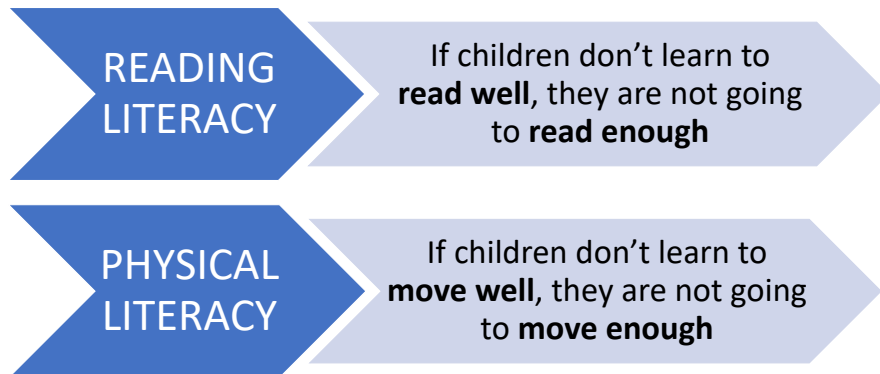 READING
LITERACY
If children don’t learn to
read well, they are not going
to read enough
PHYSICAL
LITERACY
If children don’t learn to
move well, they are not going
to move enough